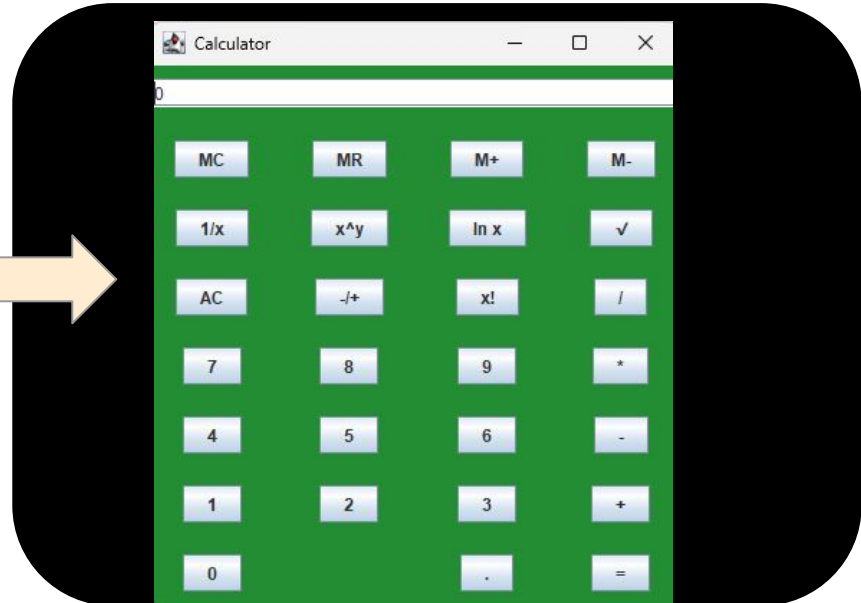 Calculator
0
MC MR M+ M-
1/x x^y ln x √
AC -/+ x! /
7 8 9 *
4 5 6 -
1 2 3 +
0 . =